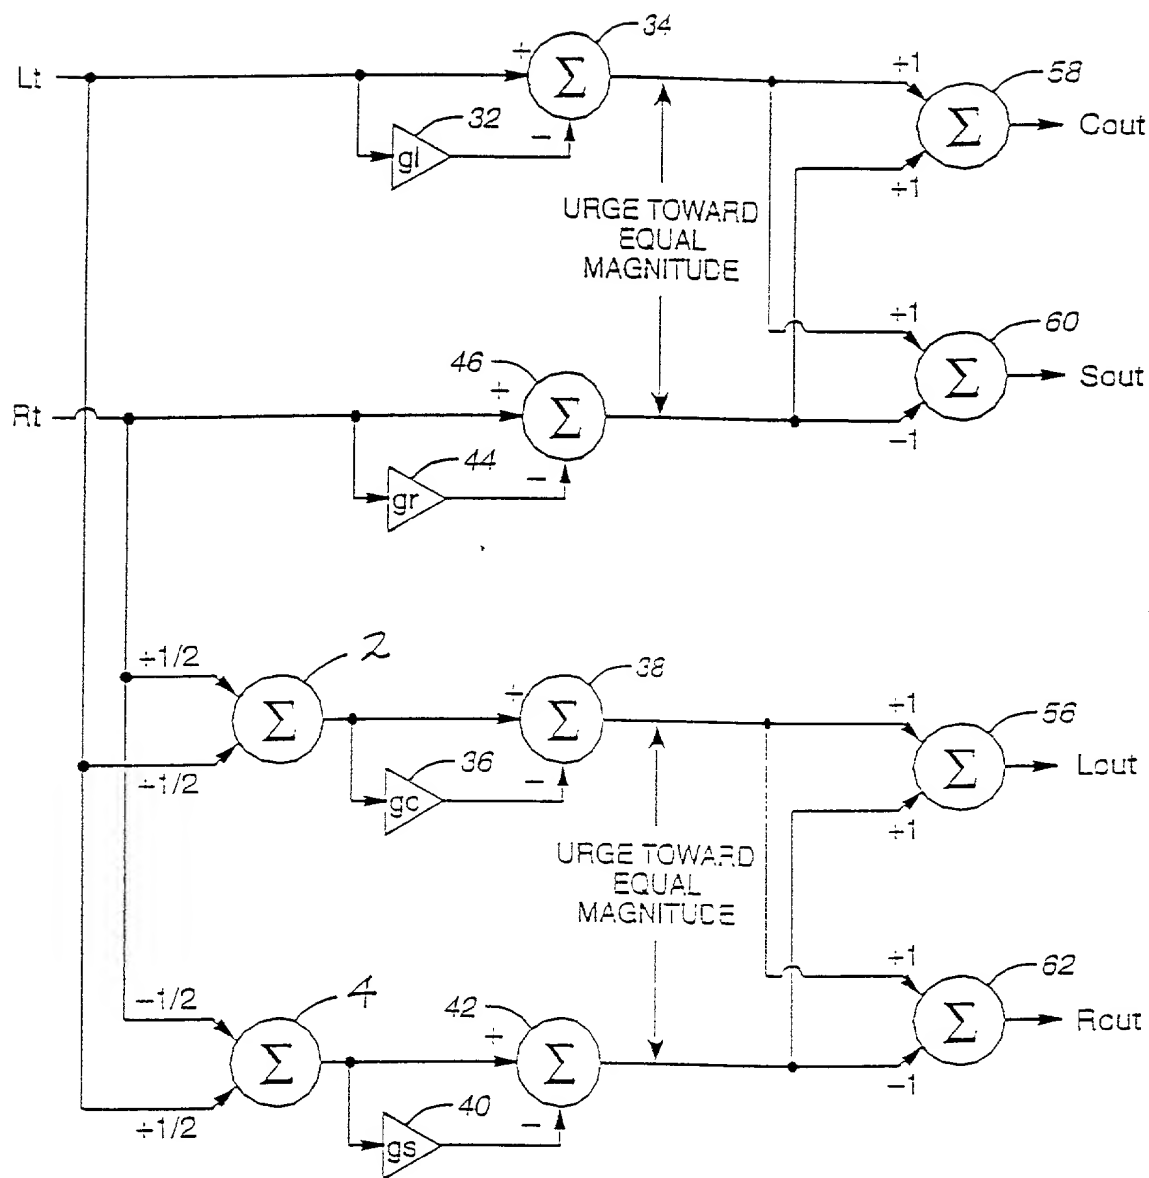 34
+
Lt
Σ
+1
58
32
−
Σ
Cout
gl
+1
URGE TOWARD
EQUAL
MAGNITUDE
+1
60
46
+
Σ
Sout
Rt
Σ
−1
44
−
gr
2
38
+1/2
+
+1
56
Σ
Σ
36
−
Σ
Lout
+1/2
gc
+1
URGE TOWARD
EQUAL
MAGNITUDE
+1
62
−1/2
4
42
+
Σ
Rout
Σ
Σ
−1
40
−
+1/2
gs